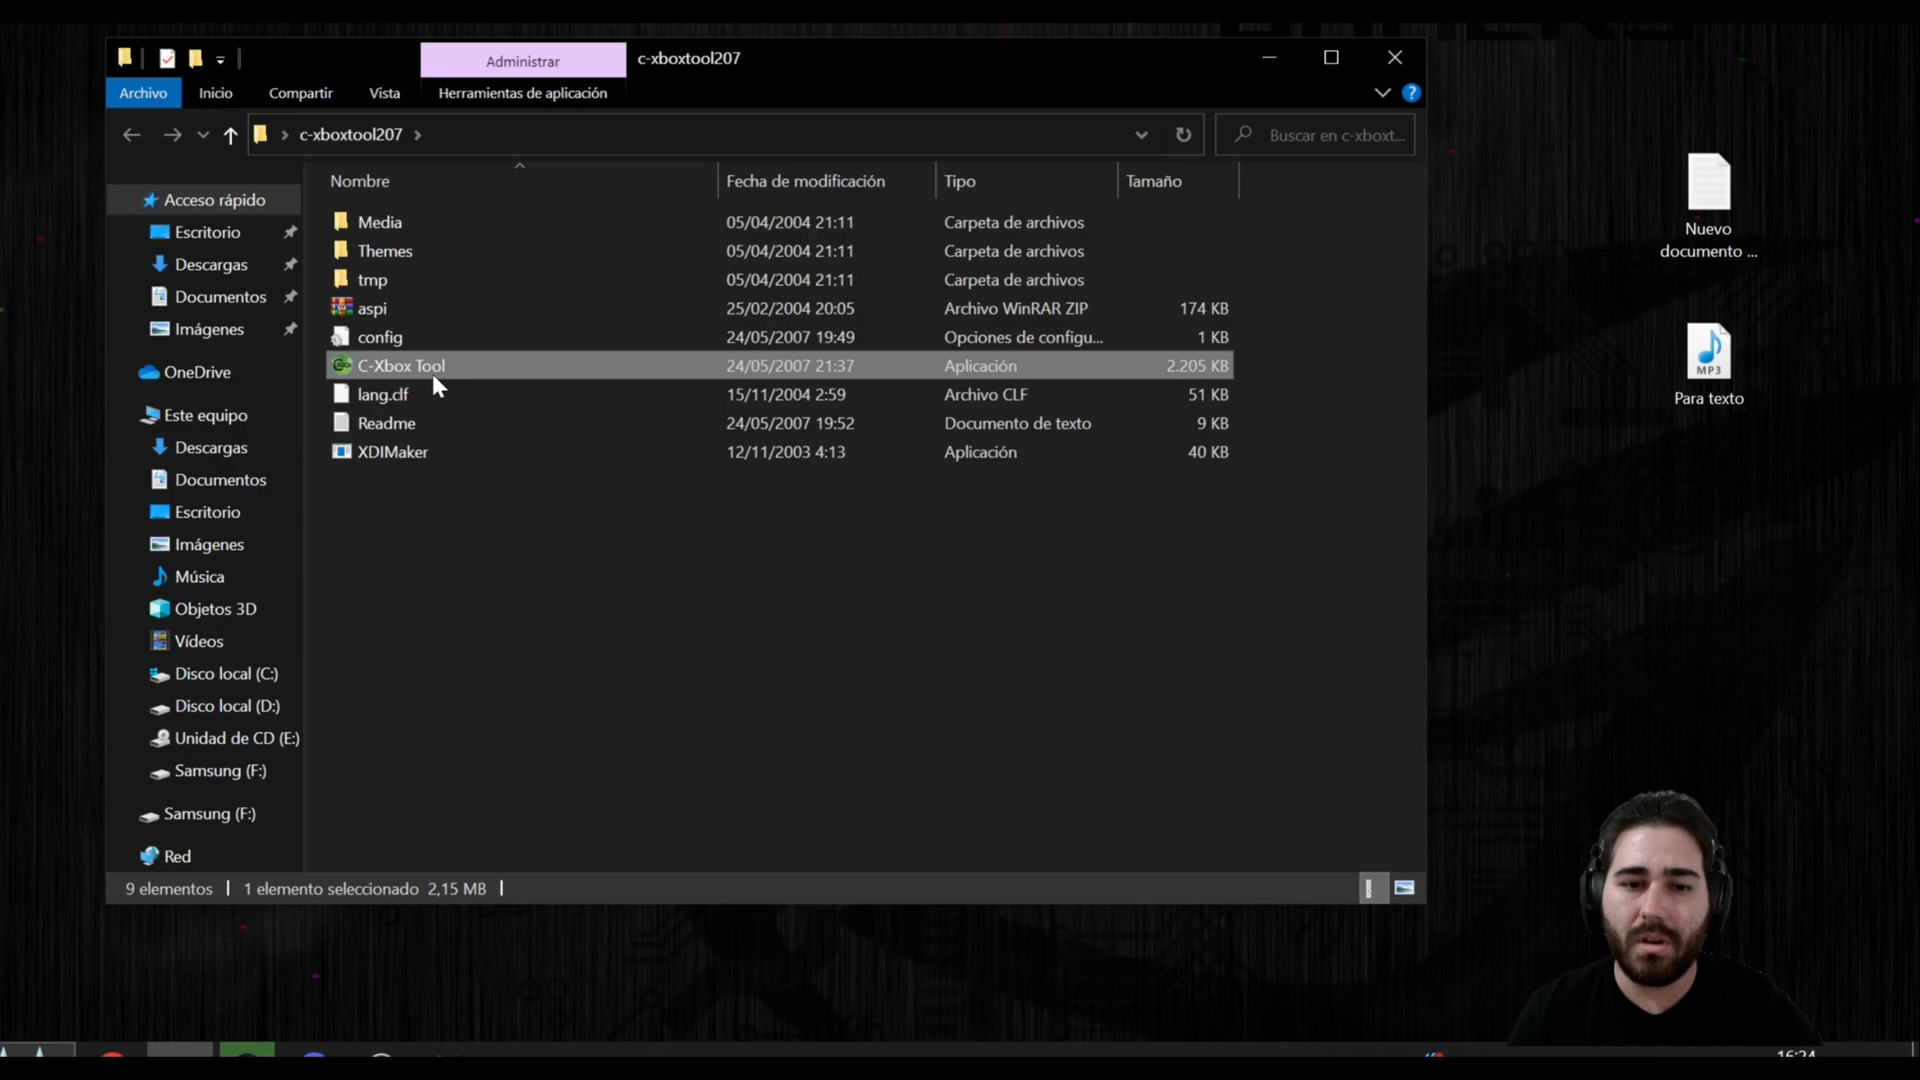 Administrar
c-xboxtool207
Archivo
Inicio
Compartir
Vista
Herramientas de aplicación
c-xboxtool207
Buscar en c-xboxt...
Nombre
Fecha de modificación
Tipo
Tamaño
Media
05/04/2004 21:11
Carpeta de archivos
Themes
05/04/2004 21:11
Carpeta de archivos
tmp
05/04/2004 21:11
Carpeta de archivos
aspi
25/02/2004 20:05
Archivo WinRAR ZIP
174 KB
config
24/05/2007 19:49
Opciones de configu...
1 KB
C-Xbox Tool
24/05/2007 21:37
Aplicación
2.205 KB
lang.clf
15/11/2004 2:59
Archivo CLF
51 KB
Readme
24/05/2007 19:52
Documento de texto
9 KB
XDIMaker
12/11/2003 4:13
Aplicación
40 KB
Acceso rápido
Escritorio
Descargas
Documentos
Imágenes
OneDrive
Este equipo
Descargas
Documentos
Escritorio
Imágenes
Música
Objetos 3D
Vídeos
Disco local (C:)
Disco local (D:)
Unidad de CD (E:)
Samsung (F:)
Samsung (F:)
Red
9 elementos
1 elemento seleccionado 2,15 MB
Nuevo
documento ...
MP3
Para texto
16:24